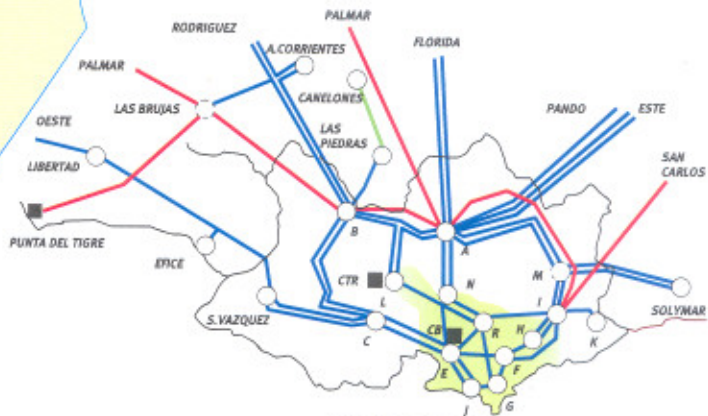 PALMAR
RODRIGUEZ
A.CORRIENTES
FLORIDA
PALMAR
CANELONES
LAS BRUJAS
PANDO
ESTE
OESTE
LAS
PIEDRAS
LIBERTAD
SAN
CARLOS
B
A
PUNTA DEL TIGRE
EFICE
CTR
N
M
L
I
SOLYMAR
S.VAZQUEZ
C
CB
R
H
K
E
F
J
G